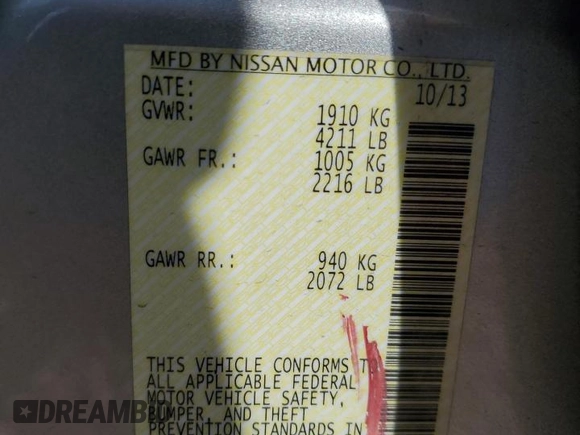 MFD BY NISSAN MOTOR CO., LTD.
DATE: 10/13
GVWR: 1910 KG
4211 LB
GAWR FR.: 1005 KG
2216 LB
GAWR RR.: 940 KG
2072 LB
THIS VEHICLE CONFORMS TO
ALL APPLICABLE FEDERAL
MOTOR VEHICLE SAFETY,
BUMPER, AND THEFT
PREVENTION STANDARDS IN